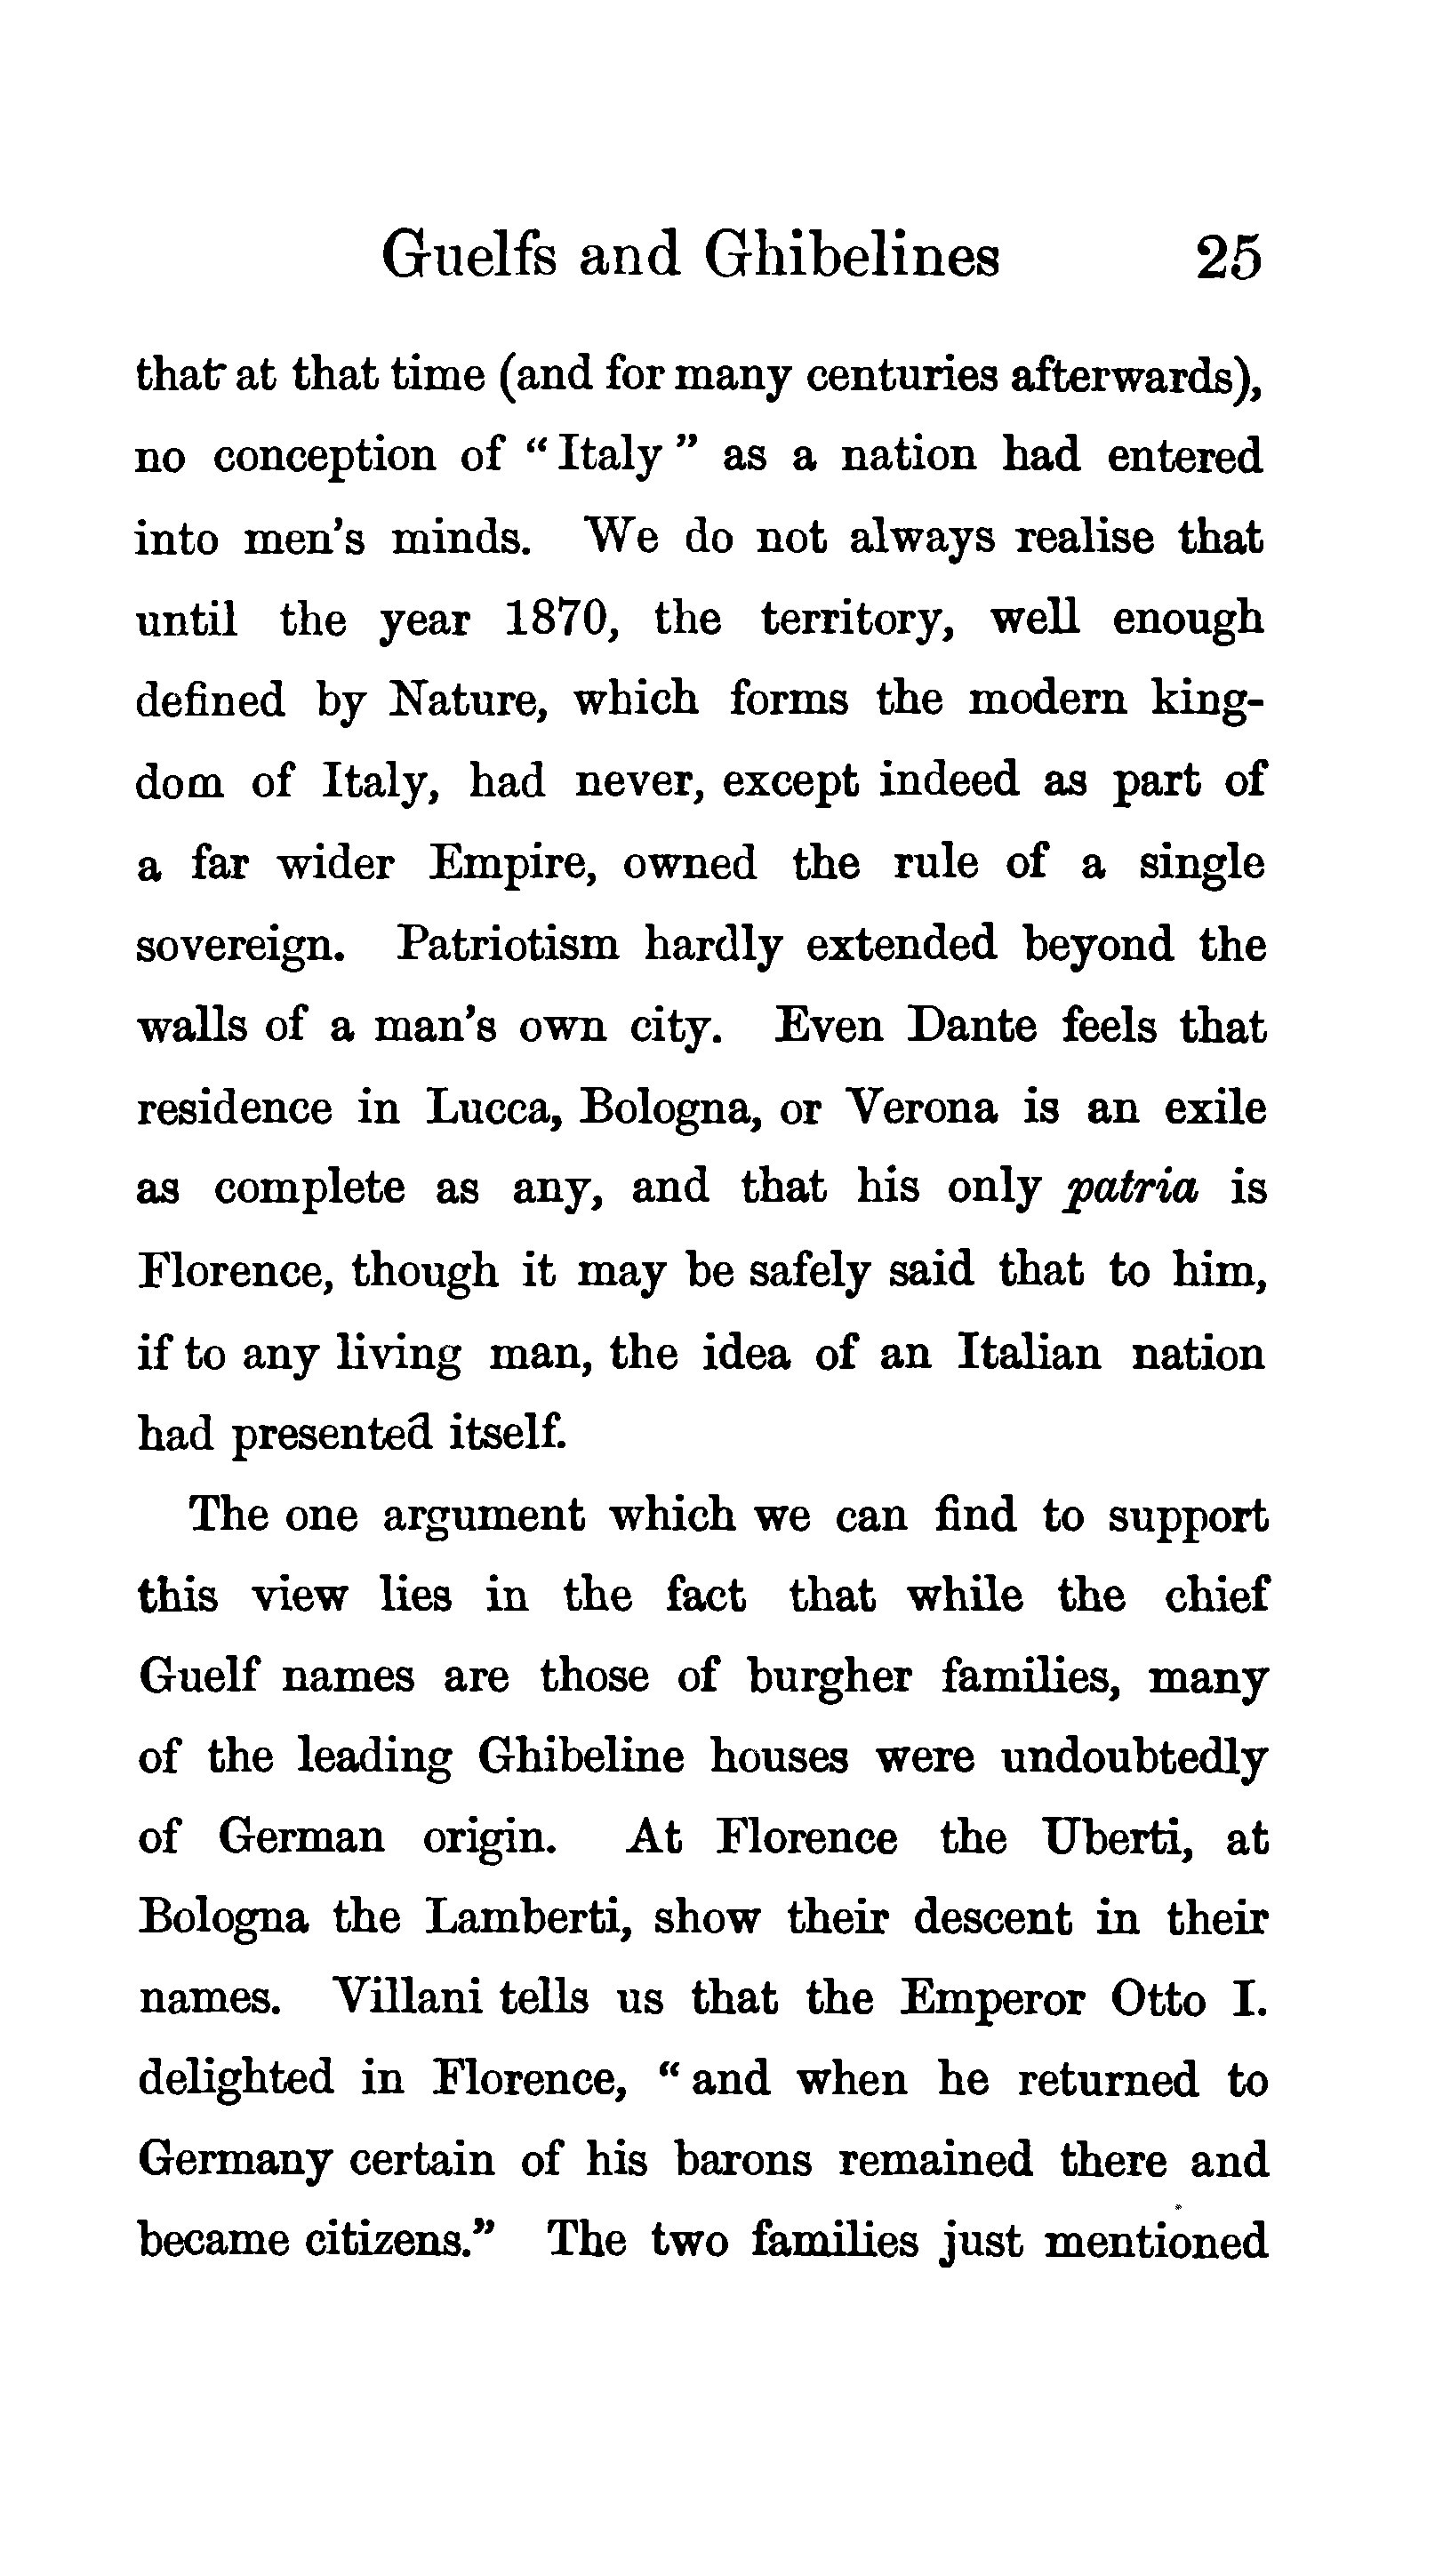 Guelfs and Ghibelines 25
that at that time (and for many centuries afterwards),
no conception of "Italy" as a nation had entered
into men's minds. We do not always realise that
until the year 1870, the territory, well enough
defined by Nature, which forms the modern king-
dom of Italy, had never, except indeed as part of
a far wider Empire, owned the rule of a single
sovereign. Patriotism hardly extended beyond the
walls of a man's own city. Even Dante feels that
residence in Lucca, Bologna, or Verona is an exile
as complete as any, and that his only patria is
Florence, though it may be safely said that to him,
if to any living man, the idea of an Italian nation
had presented itself.
The one argument which we can find to support
this view lies in the fact that while the chief
Guelf names are those of burgher families, many
of the leading Ghibeline houses were undoubtedly
of German origin. At Florence the Uberti, at
Bologna the Lamberti, show their descent in their
names. Villani tells us that the Emperor Otto I.
delighted in Florence, "and when he returned to
Germany certain of his barons remained there and
became citizens." The two families just mentioned